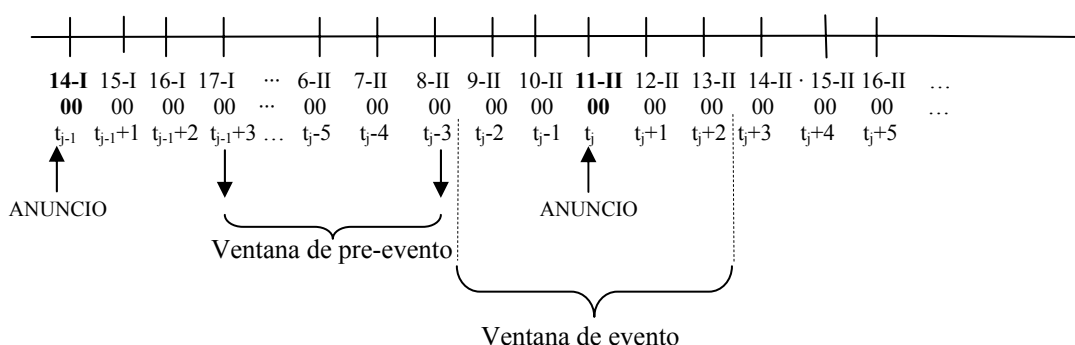 14-I 15-I 16-I 17-I ... 6-II 7-II 8-II 9-II 10-II 11-II 12-II 13-II 14-II · 15-II 16-II ...
00 00 00 00 ... 00 00 00 00 00 00 00 00 00 00 00 ...
tj-1 tj-1+1 tj-1+2 tj-1+3 ... tj-5 tj-4 tj-3 tj-2 tj-1 tj tj+1 tj+2 tj+3 tj+4 tj+5
ANUNCIO ANUNCIO
Ventana de pre-evento
Ventana de evento